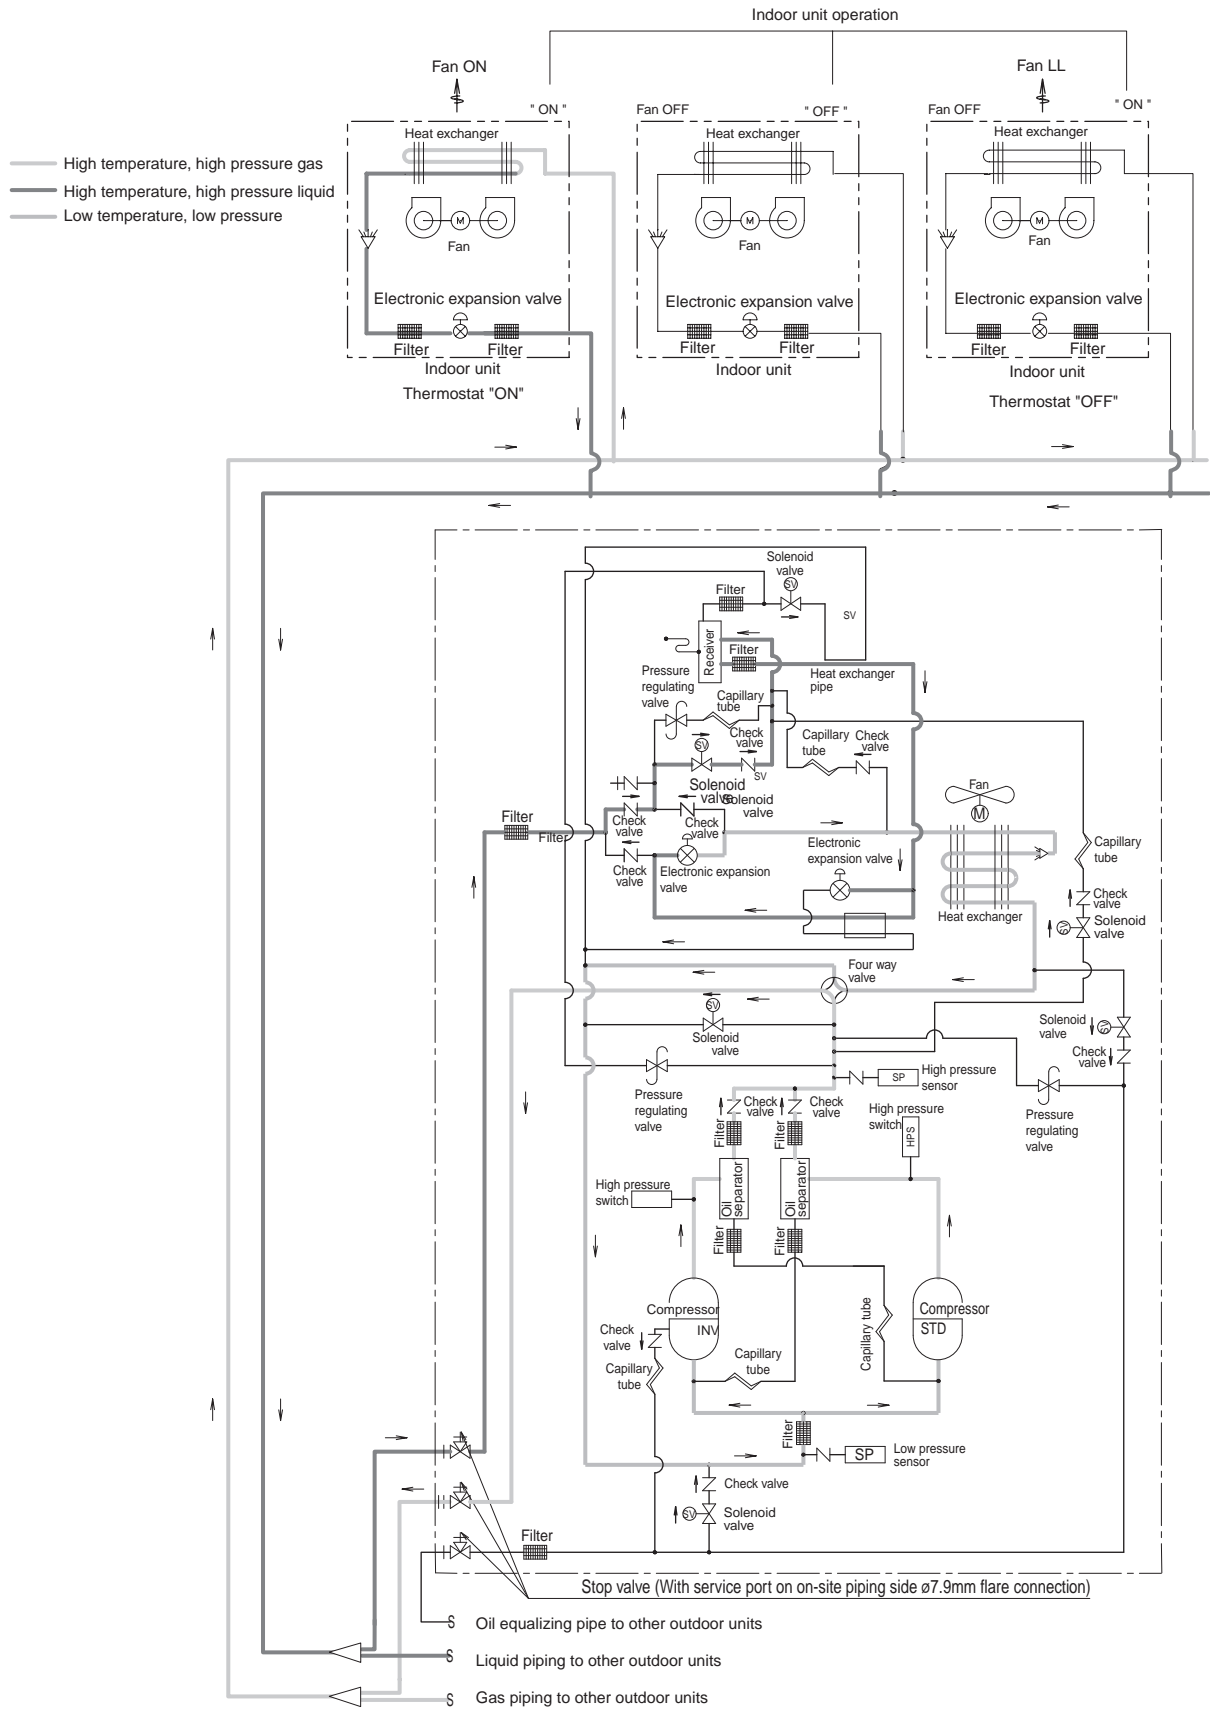 Indoor unit operation
Fan ON
Fan LL
" ON "
Fan OFF
" OFF "
Fan OFF
" ON "
Heat exchanger
Heat exchanger
Heat exchanger
High temperature, high pressure gas
High temperature, high pressure liquid
Low temperature, low pressure
M
M
M
Fan
Fan
Fan
Electronic expansion valve
Electronic expansion valve
Electronic expansion valve
Filter
Filter
Filter
Filter
Filter
Filter
Indoor unit
Indoor unit
Indoor unit
Thermostat "ON"
Thermostat "OFF"
Solenoid
valve
SV
Filter
SV
Receiver
Filter
Pressure
regulating
valve
Heat exchanger
pipe
Capillary
tube
Check
valve
SV
Capillary
tube
Check
valve
SV
Solenoid
valve
Solenoid
valve
Fan
M
Filter
Filter
Check
valve
Check
valve
Electronic
expansion valve
Capillary
tube
Check
valve
Electronic expansion
valve
Check
valve
Heat exchanger
SV
Solenoid
valve
Four way
valve
SV
Solenoid
valve
Solenoid
valve
SV
Check
valve
SP
High pressure
sensor
Pressure
regulating
valve
Check
valve
Check
valve
High pressure
switch
HPS
Pressure
regulating
valve
Filter
Filter
Oil
separator
Oil
separator
High pressure
switch
Filter
Filter
Compressor
INV
Compressor
STD
Check
valve
Capillary
tube
Capillary
tube
Capillary tube
Filter
SP
Low pressure
sensor
Check valve
SV
Solenoid
valve
Filter
Stop valve (With service port on on-site piping side ø7.9mm flare connection)
S
Oil equalizing pipe to other outdoor units
S
Liquid piping to other outdoor units
S
Gas piping to other outdoor units